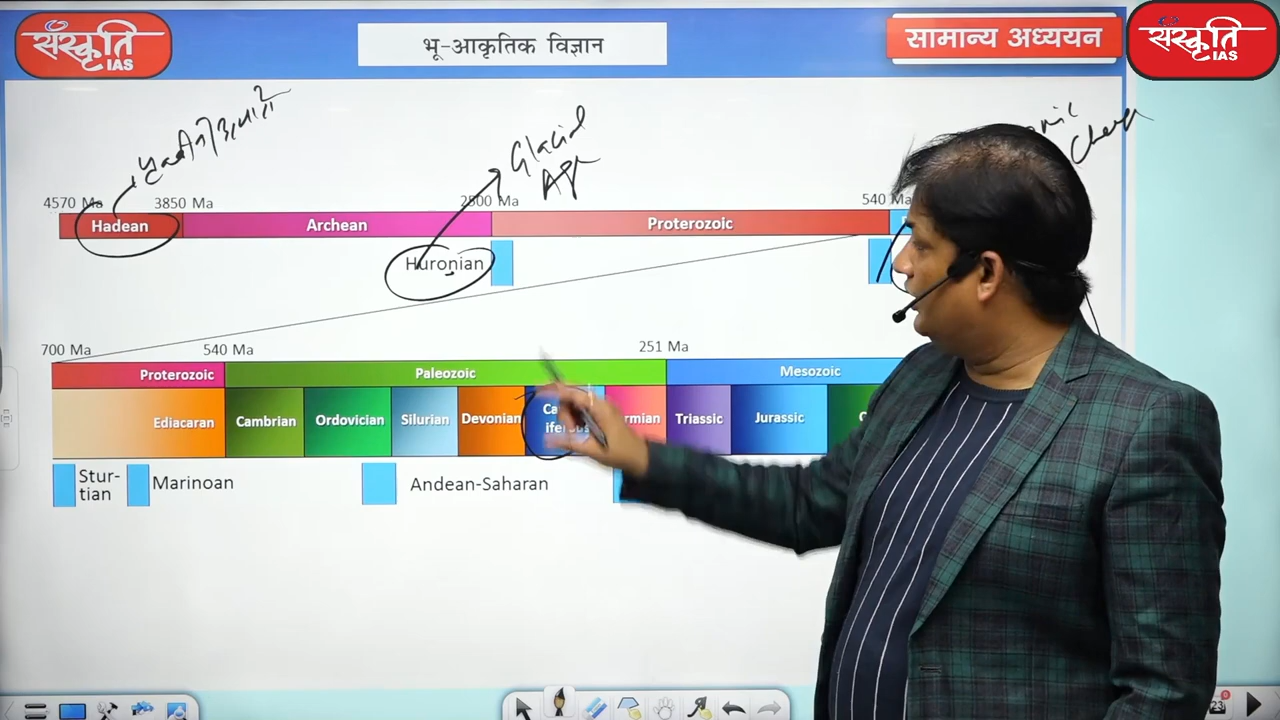 संस्कृति
IAS
भू-आकृतिक विज्ञान
सामान्य अध्ययन
संस्कृति
IAS
Glacial
Age
4570 Ma
3850 Ma
2500 Ma
540 Ma
Hadean
Archean
Proterozoic
Huronian
700 Ma
540 Ma
251 Ma
Proterozoic
Paleozoic
Mesozoic
Ediacaran
Cambrian
Ordovician
Silurian
Devonian
Triassic
Jurassic
Stur-
tian
Marinoan
Andean-Saharan
23